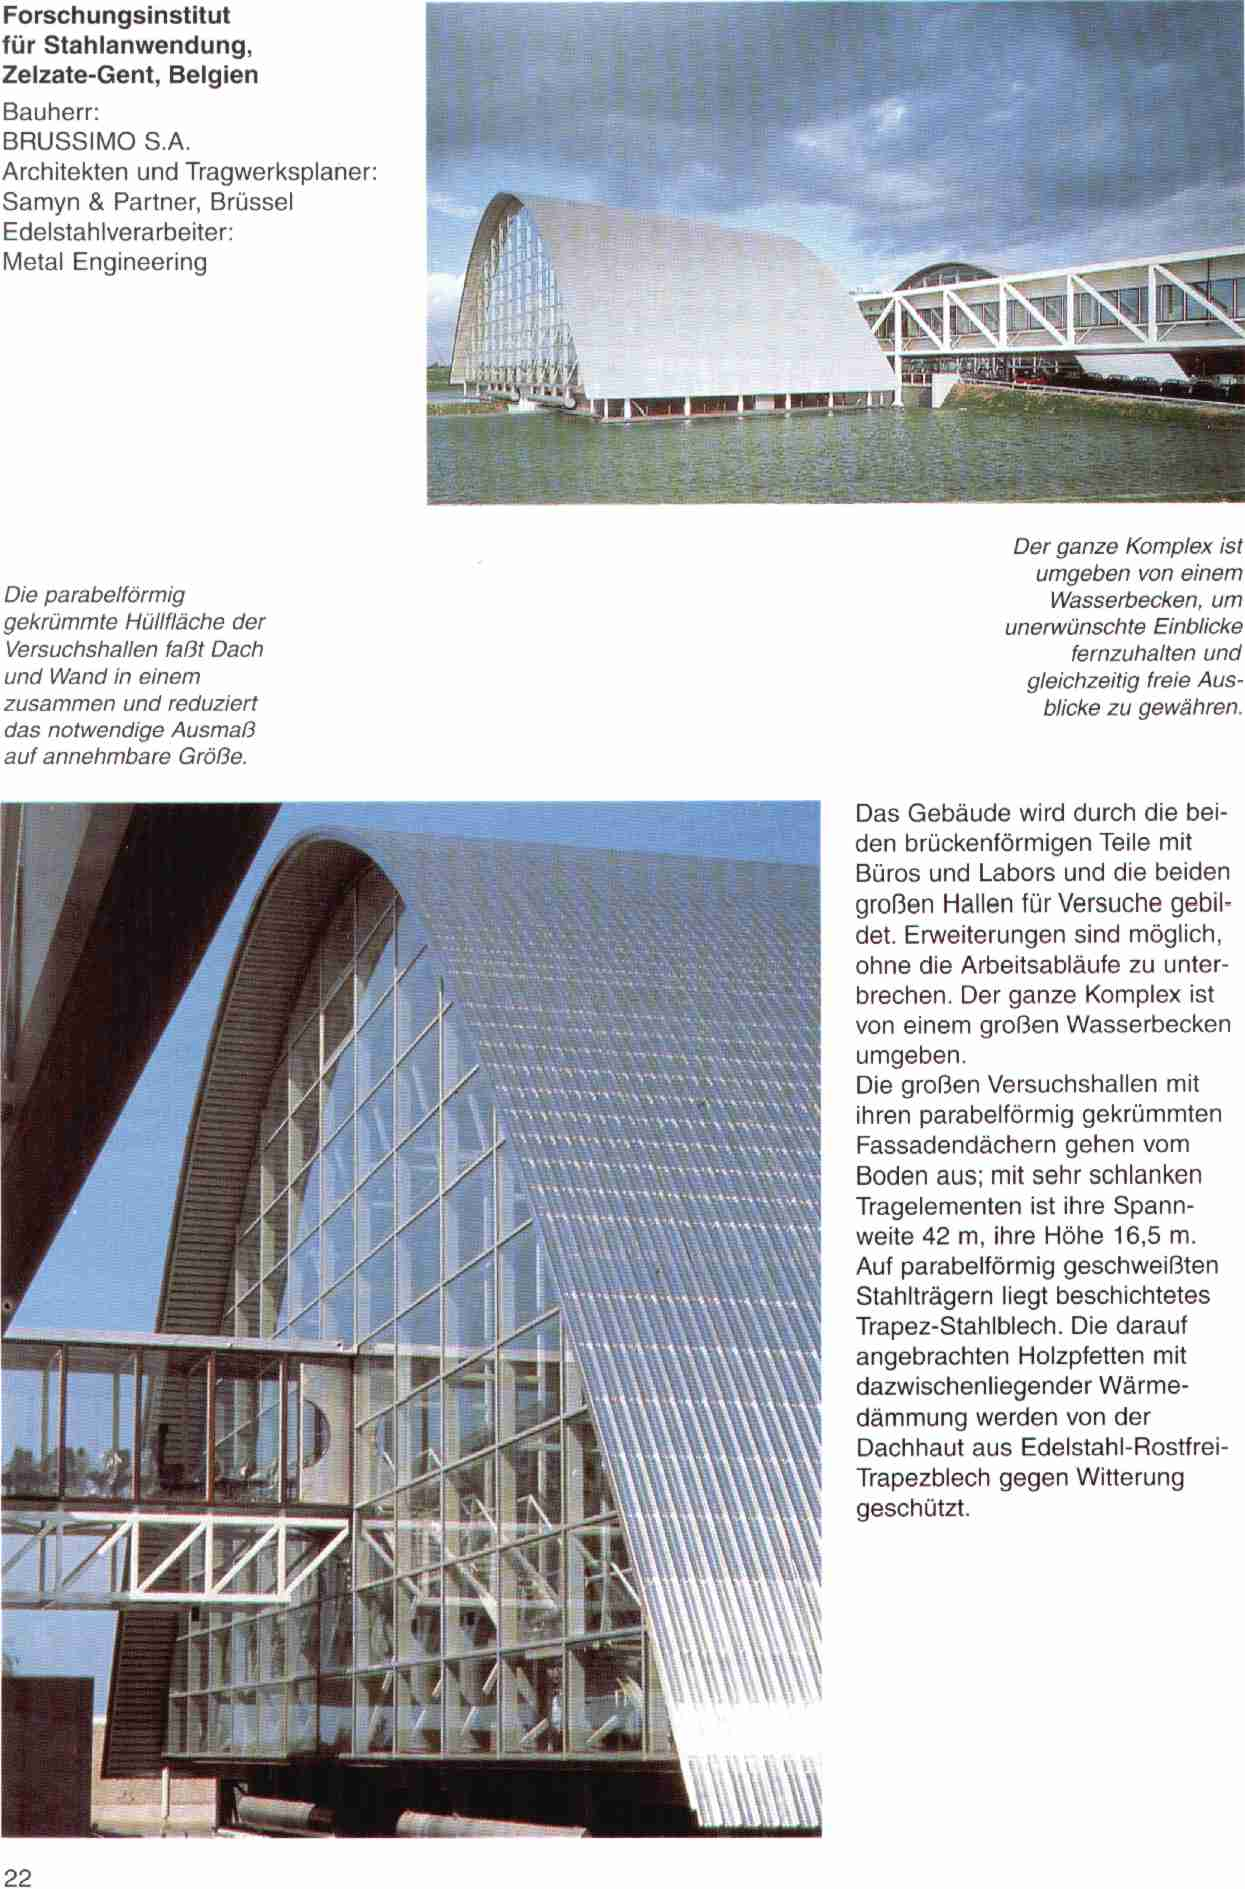 Forschungsinstitut
für Stahlanwendung,
Zelzate-Gent, Belgien
Bauherr:
BRUSSIMO S.A.
Architekten und Tragwerksplaner:
Samyn & Partner, Brüssel
Edelstahlverarbeiter:
Metal Engineering
Der ganze Komplex ist
umgeben von einem
Wasserbecken, um
unerwünschte Einblicke
fernzuhalten und
gleichzeitig freie Aus-
blicke zu gewähren.
Die parabelförmig
gekrümmte Hüllfläche der
Versuchshallen faßt Dach
und Wand in einem
zusammen und reduziert
das notwendige Ausmaß
auf annehmbare Größe.
Das Gebäude wird durch die bei-
den brückenförmigen Teile mit
Büros und Labors und die beiden
großen Hallen für Versuche gebil-
det. Erweiterungen sind möglich,
ohne die Arbeitsabläufe zu unter-
brechen. Der ganze Komplex ist
von einem großen Wasserbecken
umgeben.
Die großen Versuchshallen mit
ihren parabelförmig gekrümmten
Fassadendächern gehen vom
Boden aus; mit sehr schlanken
Tragelementen ist ihre Spann-
weite 42 m, ihre Höhe 16,5 m.
Auf parabelförmig geschweißten
Stahlträgern liegt beschichtetes
Trapez-Stahlblech. Die darauf
angebrachten Holzpfetten mit
dazwischenliegender Wärme-
dämmung werden von der
Dachhaut aus Edelstahl-Rostfrei-
Trapezblech gegen Witterung
geschützt.
22